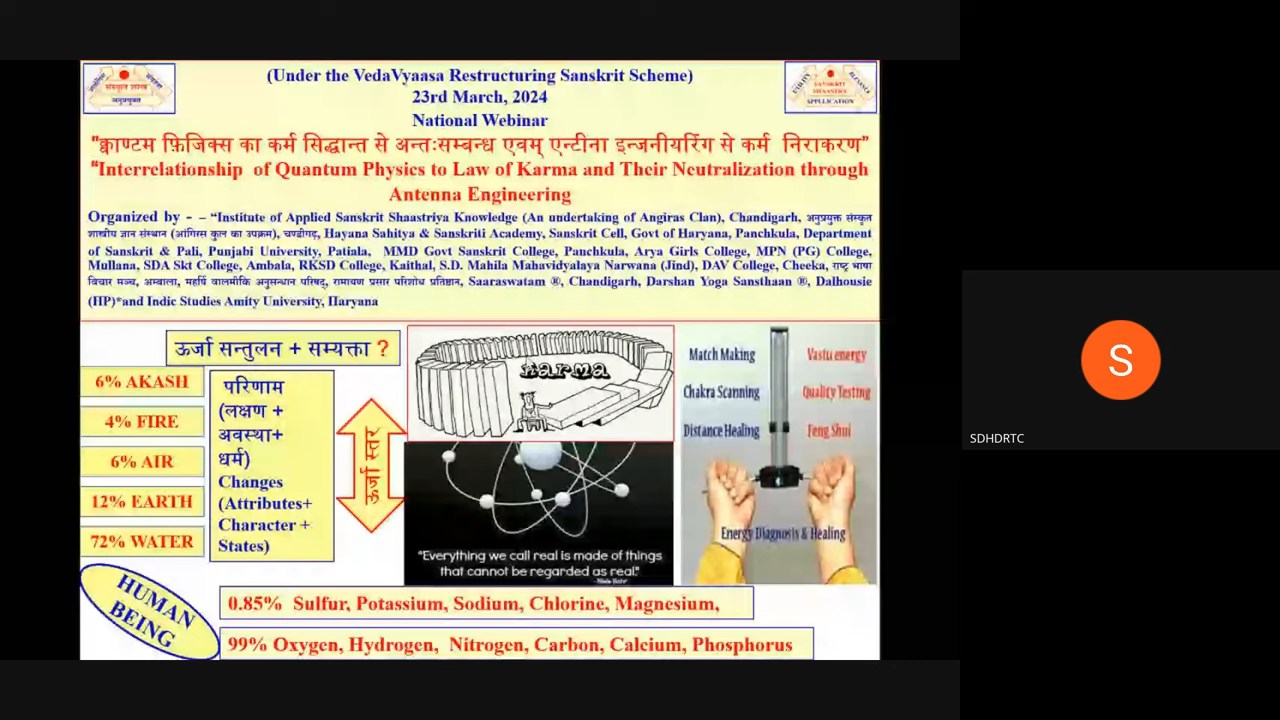 (Under the VedaVyaasa Restructuring Sanskrit Scheme)
23rd March, 2024
National Webinar
संस्कृत शास्त्र
अनुप्रयुक्त
SANSKRIT
SHAASTRA
APPLICATION
"क्वाण्टम फ़िजिक्स का कर्म सिद्धान्त से अन्तःसम्बन्ध एवम् एन्टीना इन्जनीयरिंग से कर्म निराकरण"
"Interrelationship of Quantum Physics to Law of Karma and Their Neutralization through
Antenna Engineering
Organized by - – “Institute of Applied Sanskrit Shaastriya Knowledge (An undertaking of Angiras Clan), Chandigarh, अनुप्रयुक्त संस्कृत
शास्त्रीय ज्ञान संस्थान (आंगिरस कुल का उपक्रम), चण्डीगढ़, Hayana Sahitya & Sanskriti Academy, Sanskrit Cell, Govt of Haryana, Panchkula, Department
of Sanskrit & Pali, Punjabi University, Patiala, MMD Govt Sanskrit College, Panchkula, Arya Girls College, MPN (PG) College,
Mullana, SDA Skt College, Ambala, RKSD College, Kaithal, S.D. Mahila Mahavidyalaya Narwana (Jind), DAV College, Cheeka, राष्ट्र भाषा
विचार मञ्च, अम्बाला, महर्षि वाल्मीकि अनुसन्धान परिषद्, रामायण प्रसार परिशोध प्रतिष्ठान, Saaraswatam ®, Chandigarh, Darshan Yoga Sansthaan ®, Dalhousie
(HP)*and Indic Studies Amity University, Haryana
ऊर्जा सन्तुलन + सम्यक्ता ?
6% AKASH
4% FIRE
6% AIR
12% EARTH
72% WATER
परिणाम
(लक्षण +
अवस्था+
धर्म)
Changes
(Attributes+
Character +
States)
ऊर्जा स्तर
Karma
"Everything we call real is made of things
that cannot be regarded as real."
- Niels Bohr
Match Making
Vastu energy
Chakra Scanning
Quality Testing
Distance Healing
Feng Shui
Energy Diagnosis & Healing
HUMAN
BEING
0.85% Sulfur, Potassium, Sodium, Chlorine, Magnesium,
99% Oxygen, Hydrogen, Nitrogen, Carbon, Calcium, Phosphorus
S
SDHDRTC